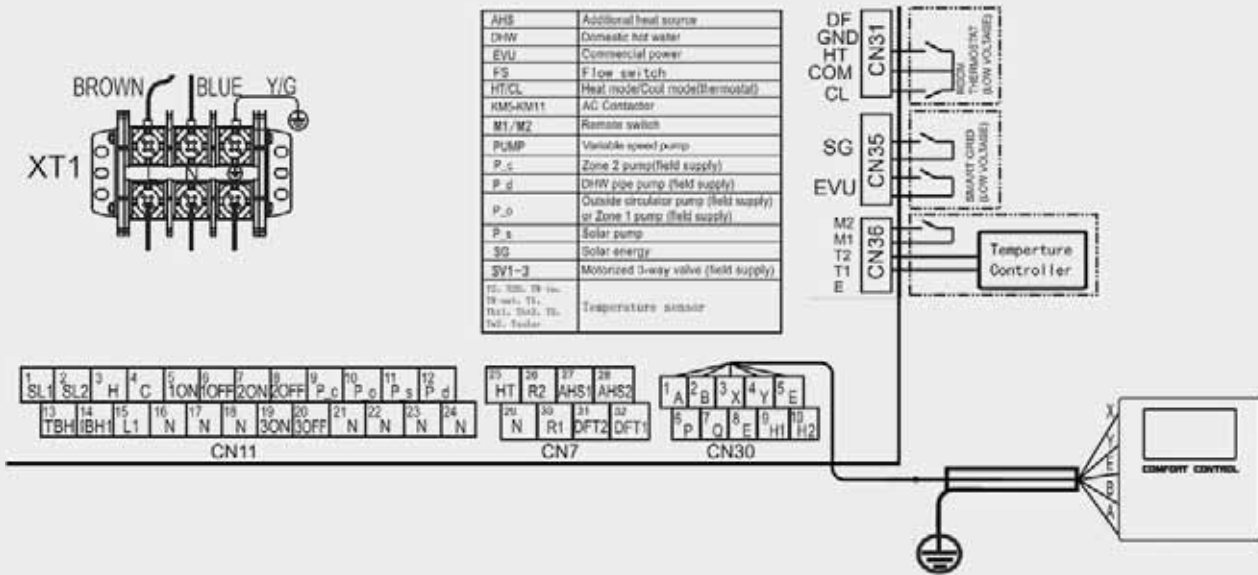 AHS Additional heat source
DHW Domestic hot water
EVU Commercial power
FS Flow switch
HT/CL Heat mode/Cool mode(thermostat)
KM5-KM11 AC Contactor
M1/M2 Remote switch
PUMP Variable speed pump
P_c Zone 2 pump(field supply)
P_d DHW pipe pump (field supply)
P_o Outside circulator pump (field supply)
or Zone 1 pump (field supply)
P_s Solar pump
SG Solar energy
SV1~3 Motorized 3-way valve (field supply)
Temperature sensor
BROWN BLUE Y/G
XT1
N
DF
GND
HT
COM
CL
CN31
ROOM
THERMOSTAT
(LOW VOLTAGE)
SG
EVU
CN35
SMART GRID
(LOW VOLTAGE)
M2
M1
T2
T1
E
CN36
Temperture
Controller
1 SL1 2 SL2 3 H 4 C 5 1ON 6 1OFF 7 2ON 8 2OFF 9 P_c 10 P_o 11 P_s 12 P_d
13 TBH 14 IBH1 15 L1 16 N 17 N 18 N 19 3ON 20 3OFF 21 N 22 N 23 N 24 N
CN11
25 HT 26 R2 27 AHS1 28 AHS2
29 N 30 R1 31 DFT2 32 DFT1
CN7
1 A 2 B 3 X 4 Y 5 E
6 P 7 Q 8 E 9 H1 10 H2
CN30
X
Y
E
B
A
COMFORT CONTROL